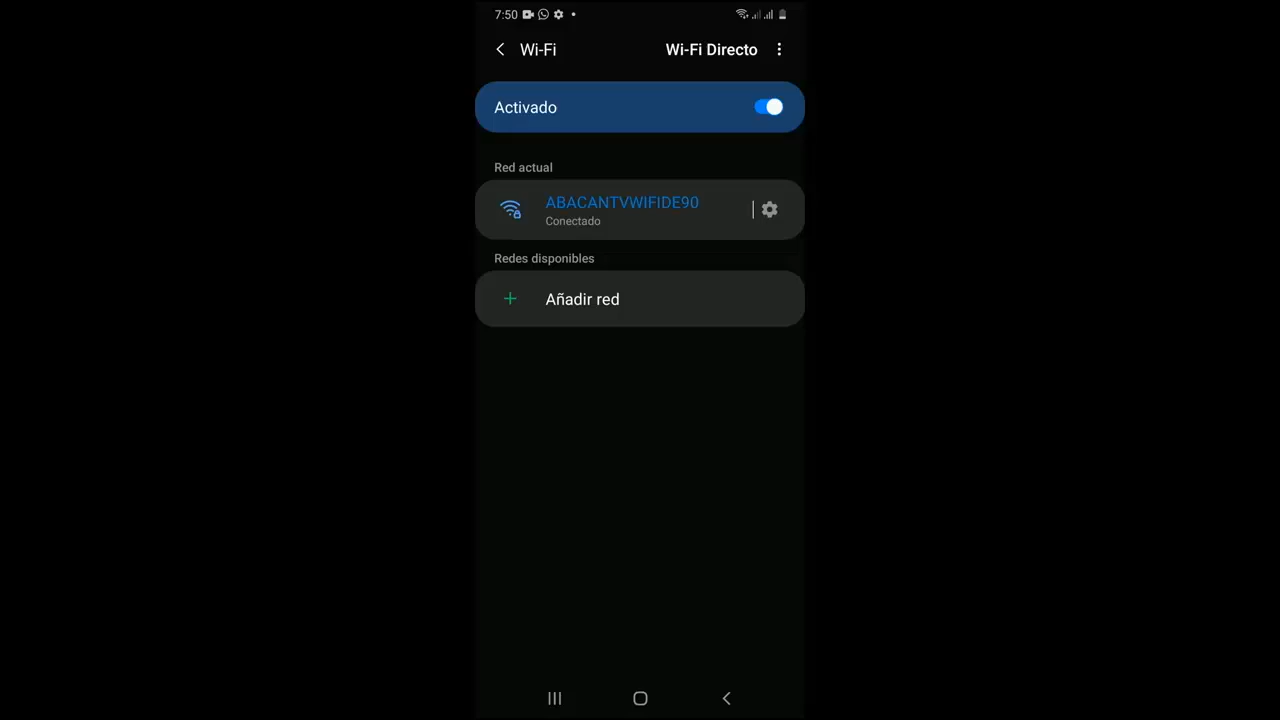 7:50
Wi-Fi Wi-Fi Directo
Activado
Red actual
ABACANTVWIFIDE90
Conectado
Redes disponibles
Añadir red